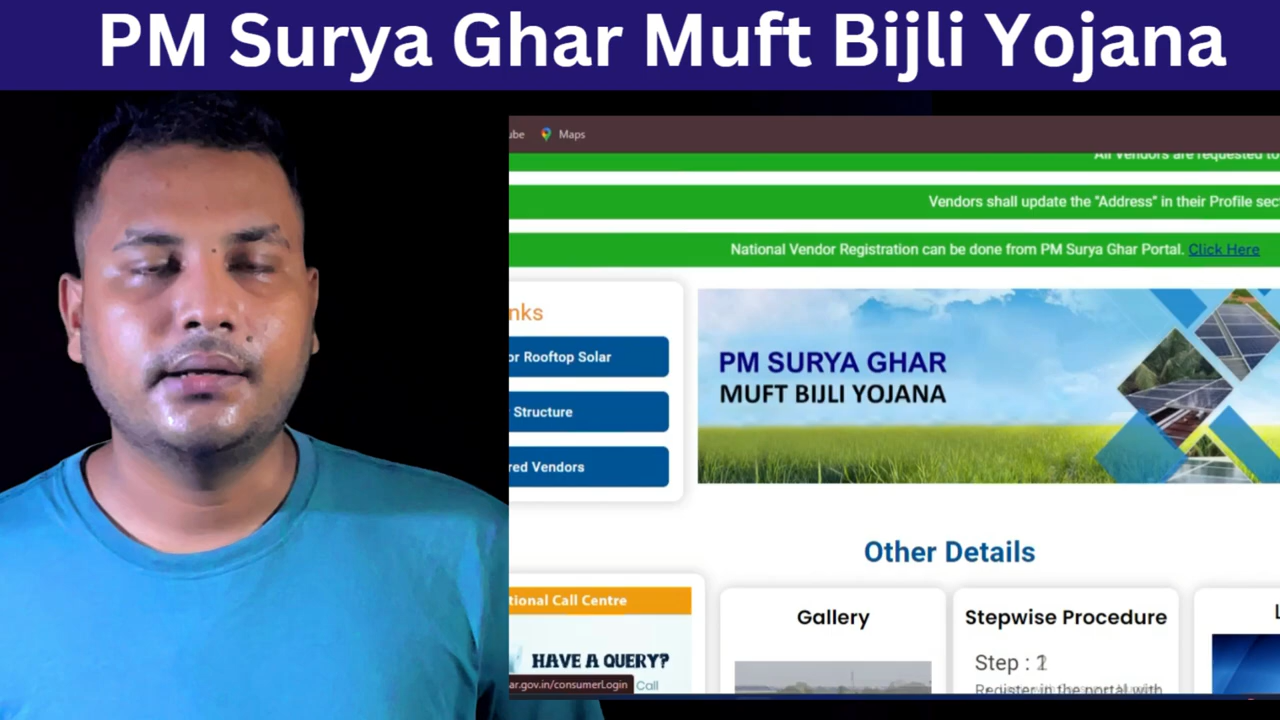 PM Surya Ghar Muft Bijli Yojana
ube Maps
All Vendors are requested to
Vendors shall update the "Address" in their Profile sec
National Vendor Registration can be done from PM Surya Ghar Portal. Click Here
nks
or Rooftop Solar
Structure
red Vendors
PM SURYA GHAR
MUFT BIJLI YOJANA
Other Details
tional Call Centre
HAVE A QUERY?
Call
ar.gov.in/consumerLogin
Gallery
Stepwise Procedure
Step :
Register in the portal with